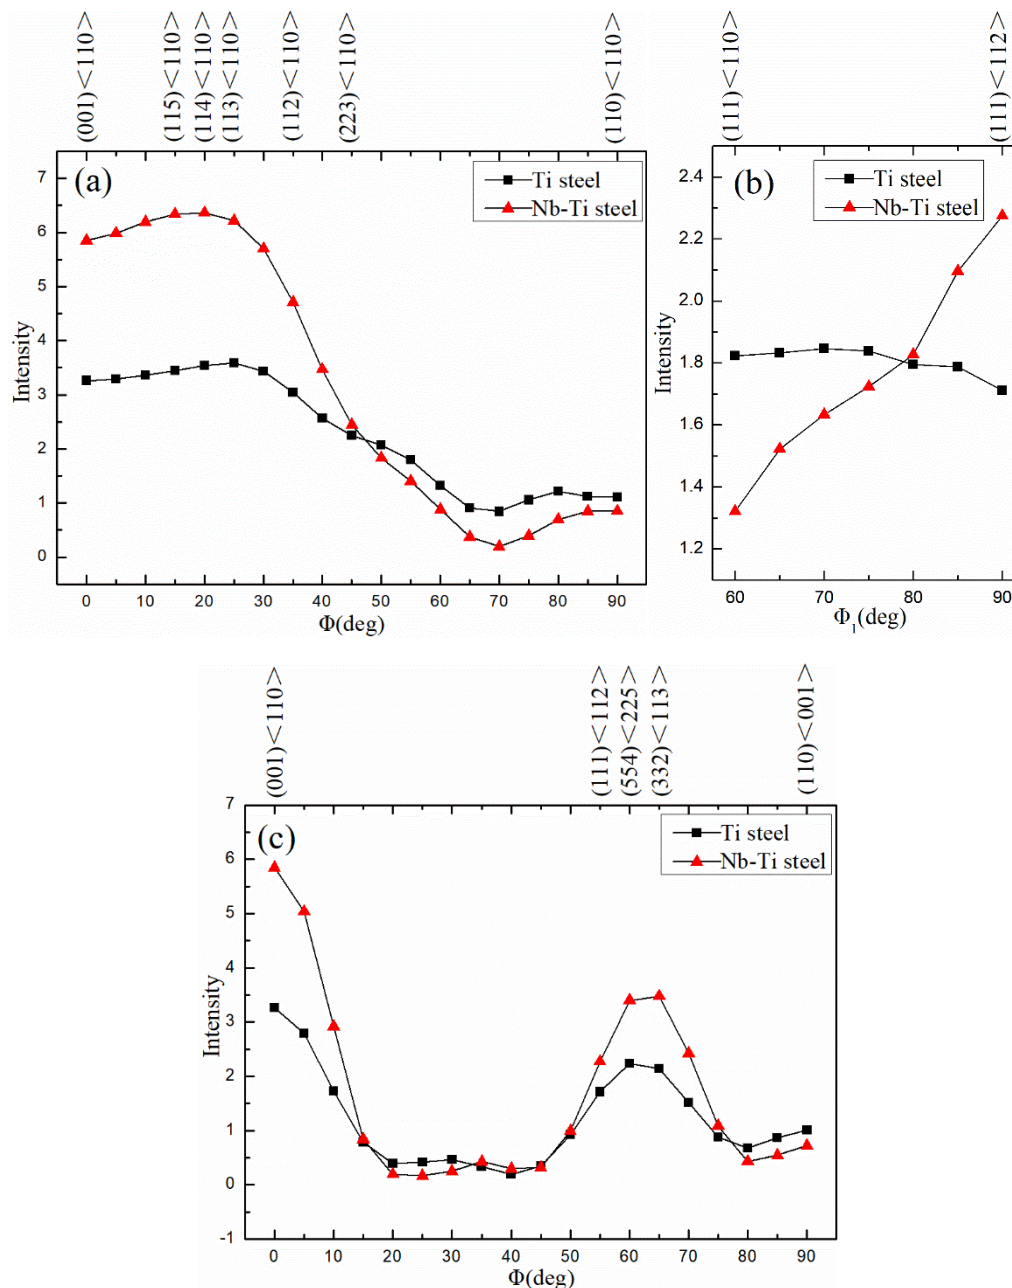 (001)<110>
(115)<110>
(114)<110>
(113)<110>
(112)<110>
(223)<110>
(110)<110>
(a)
Ti steel
Nb-Ti steel
7
6
5
4
3
2
1
0
Intensity
0 10 20 30 40 50 60 70 80 90
Φ(deg)
(111)<110>
(111)<112>
(b)
Ti steel
Nb-Ti steel
2.4
2.2
2.0
1.8
1.6
1.4
1.2
Intensity
60 70 80 90
Φ1(deg)
(001)<110>
(111)<112>
(554)<225>
(332)<113>
(110)<001>
(c)
Ti steel
Nb-Ti steel
7
6
5
4
3
2
1
0
-1
Intensity
0 10 20 30 40 50 60 70 80 90
Φ(deg)